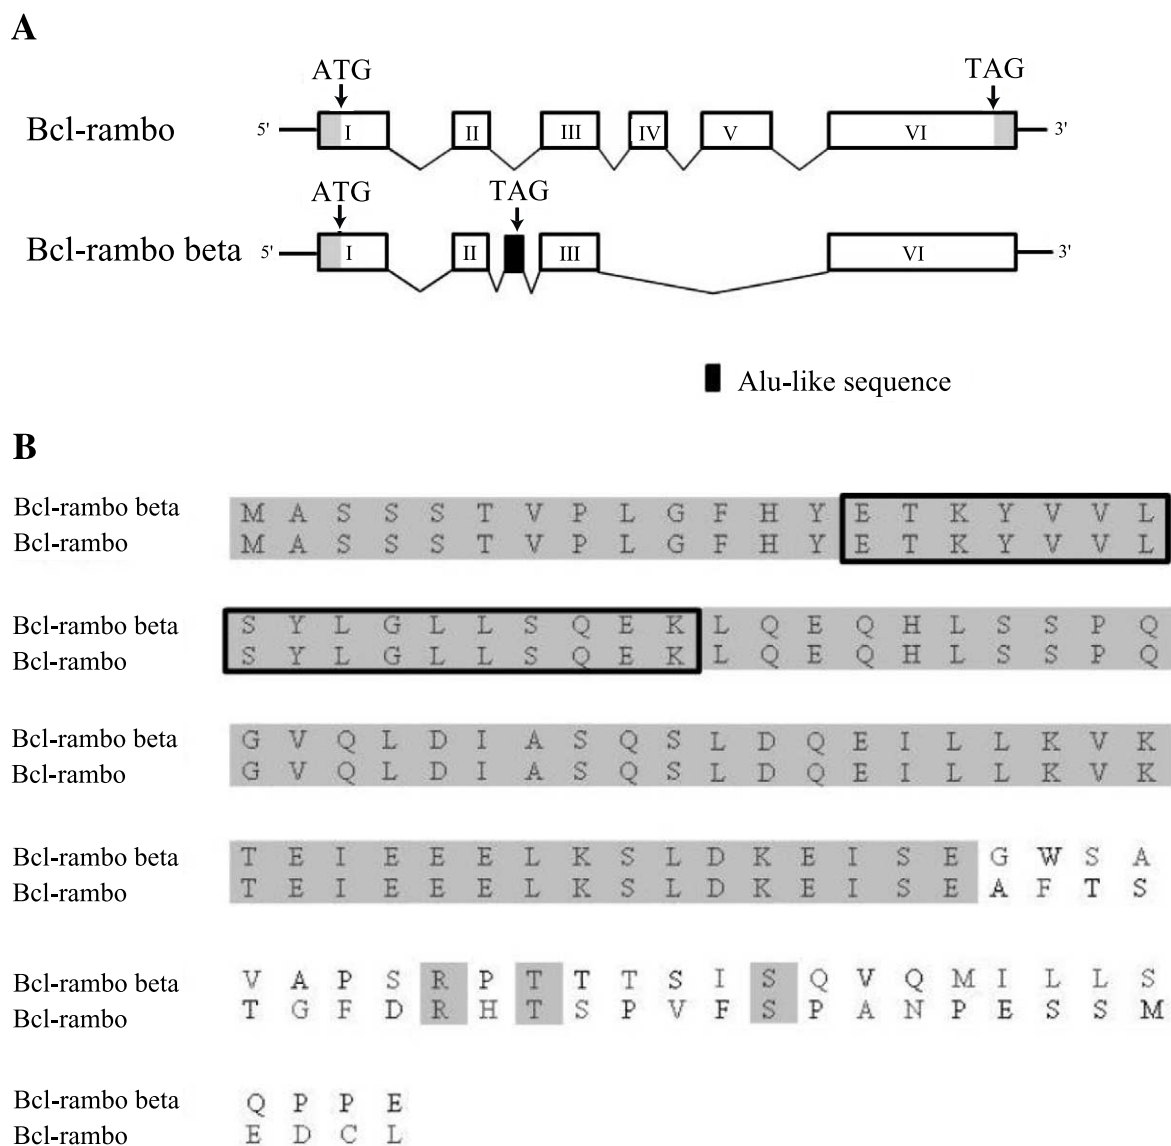 A
ATG TAG
Bcl-rambo 5' I II III IV V VI 3'
ATG TAG
Bcl-rambo beta 5' I II III VI 3'
Alu-like sequence
B
Bcl-rambo beta M A S S S T V P L G F H Y E T K Y V V L
Bcl-rambo M A S S S T V P L G F H Y E T K Y V V L
Bcl-rambo beta S Y L G L L S Q E K L Q E Q H L S S P Q
Bcl-rambo S Y L G L L S Q E K L Q E Q H L S S P Q
Bcl-rambo beta G V Q L D I A S Q S L D Q E I L L K V K
Bcl-rambo G V Q L D I A S Q S L D Q E I L L K V K
Bcl-rambo beta T E I E E E L K S L D K E I S E G W S A
Bcl-rambo T E I E E E L K S L D K E I S E A F T S
Bcl-rambo beta V A P S R P T T T S I S Q V Q M I L L S
Bcl-rambo T G F D R H T S P V F S P A N P E S S M
Bcl-rambo beta Q P P E
Bcl-rambo E D C L